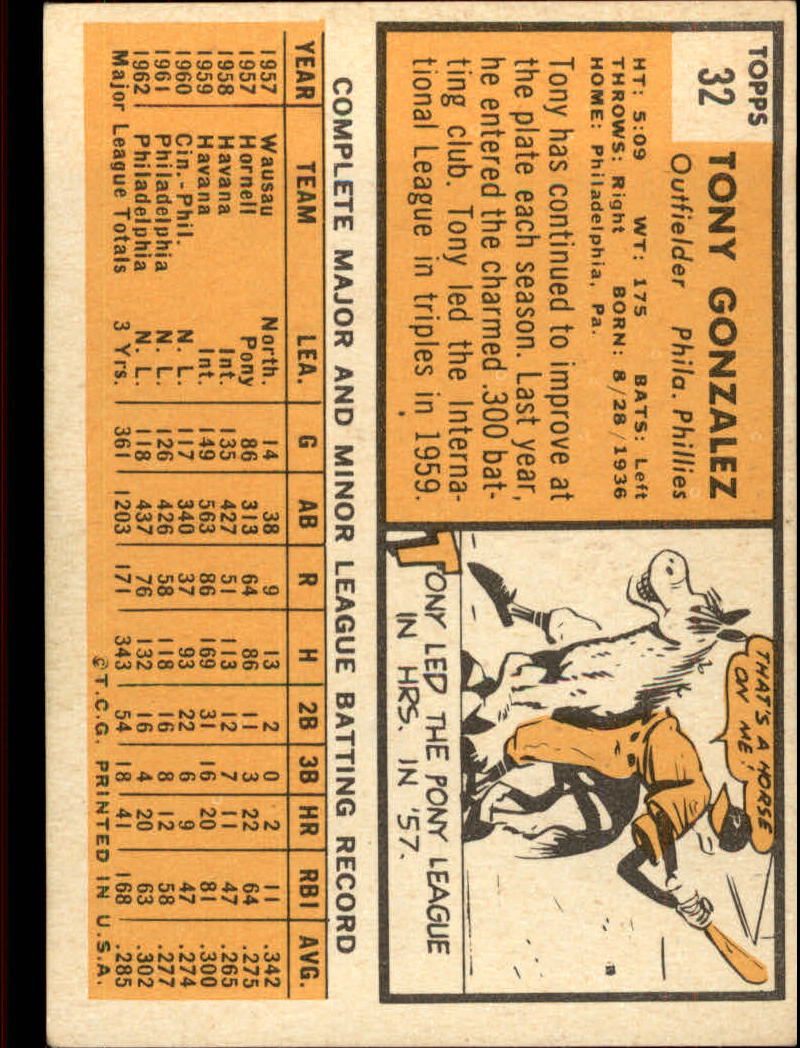 TOPPS
32
TONY GONZALEZ
Outfielder Phila. Phillies
HT: 5:09 WT: 175 BATS: Left
THROWS: Right BORN: 8/28/1936
HOME: Philadelphia, Pa.
Tony has continued to improve at
the plate each season. Last year,
he entered the charmed .300 bat-
ting club. Tony led the Interna-
tional League in triples in 1959.
THAT'S A HORSE
ON ME!
TONY LED THE PONY LEAGUE
IN HRS. IN '57.
COMPLETE MAJOR AND MINOR LEAGUE BATTING RECORD
YEAR TEAM LEA. G AB R H 2B 3B HR RBI AVG.
1957 Wausau North. 14 38 9 13 2 0 2 11 .342
1957 Hornell Pony 86 313 64 86 11 3 22 64 .275
1958 Havana Int. 135 427 51 113 12 7 11 47 .265
1959 Havana Int. 149 563 86 169 31 16 20 81 .300
1960 Cin.-Phil. N. L. 117 340 37 93 22 6 9 47 .274
1961 Philadelphia N. L. 126 426 58 118 16 8 12 58 .277
1962 Philadelphia N. L. 118 437 76 132 16 4 20 63 .302
Major League Totals 3 Yrs. 361 1203 171 343 54 18 41 168 .285
©T.C.G. PRINTED IN U.S.A.